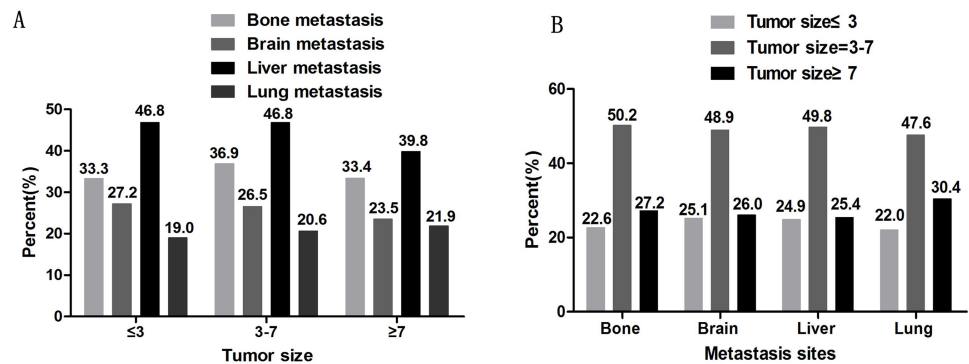 A
Bone metastasis
Brain metastasis
Liver metastasis
Lung metastasis
Percent(%)
50
40
30
20
10
0
33.3
27.2
46.8
19.0
36.9
26.5
46.8
20.6
33.4
23.5
39.8
21.9
≤3
3-7
≥7
Tumor size
B
Tumor size≤ 3
Tumor size=3-7
Tumor size≥ 7
Percent(%)
60
40
20
0
22.6
50.2
27.2
25.1
48.9
26.0
24.9
49.8
25.4
22.0
47.6
30.4
Bone
Brain
Liver
Lung
Metastasis sites